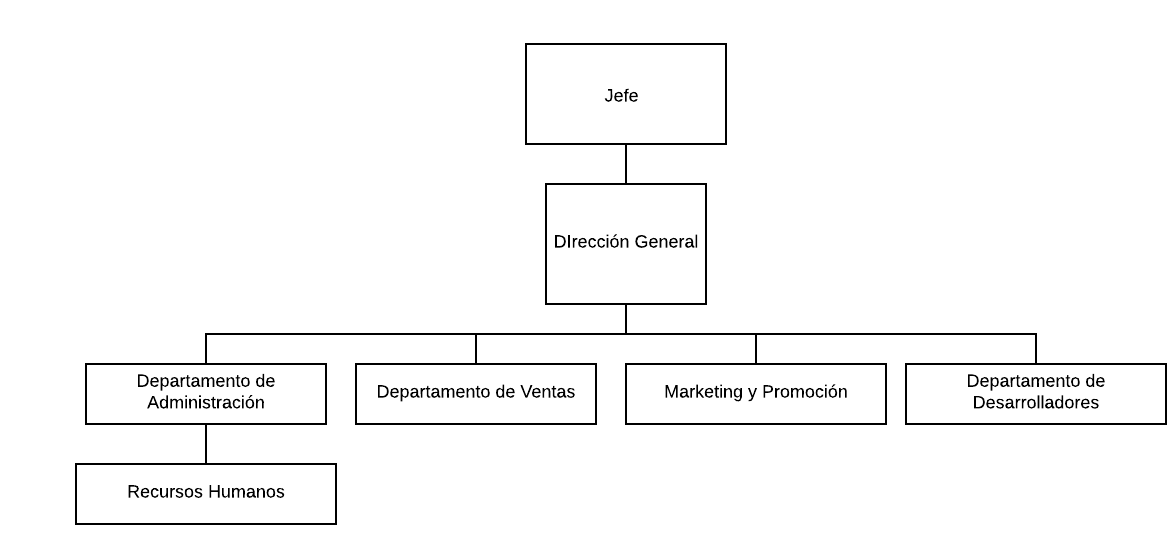 Jefe
DIrección General
Departamento de
Administración
Departamento de Ventas
Marketing y Promoción
Departamento de
Desarrolladores
Recursos Humanos